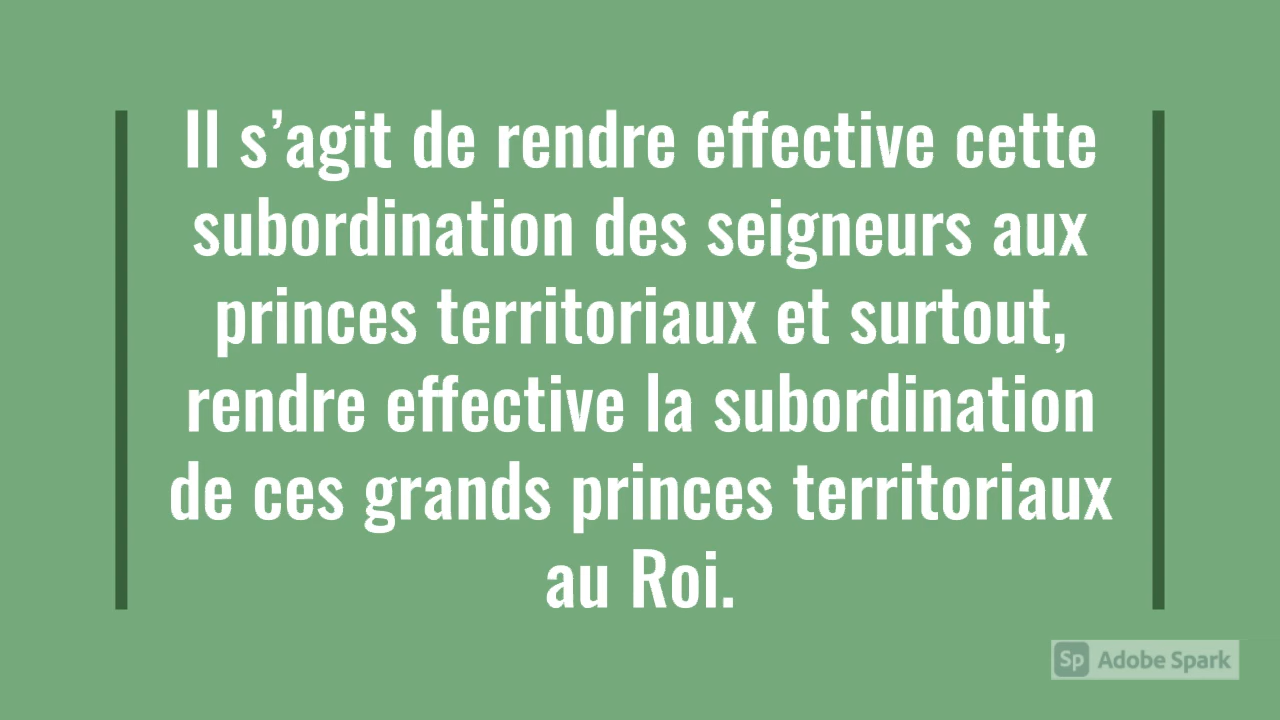 Il s’agit de rendre effective cette
subordination des seigneurs aux
princes territoriaux et surtout,
rendre effective la subordination
de ces grands princes territoriaux
au Roi.
Sp Adobe Spark